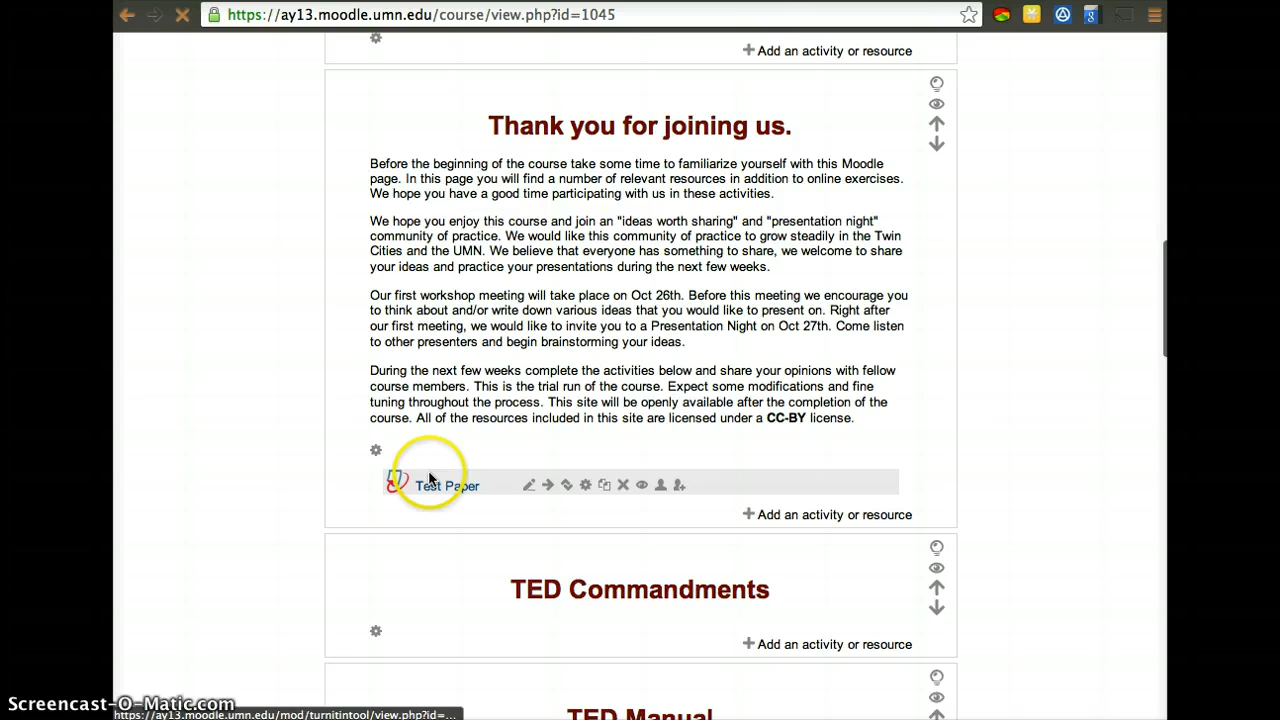 https://ay13.moodle.umn.edu/course/view.php?id=1045
Add an activity or resource
Thank you for joining us.
Before the beginning of the course take some time to familiarize yourself with this Moodle
page. In this page you will find a number of relevant resources in addition to online exercises.
We hope you have a good time participating with us in these activities.
We hope you enjoy this course and join an "ideas worth sharing" and "presentation night"
community of practice. We would like this community of practice to grow steadily in the Twin
Cities and the UMN. We believe that everyone has something to share, we welcome to share
your ideas and practice your presentations during the next few weeks.
Our first workshop meeting will take place on Oct 26th. Before this meeting we encourage you
to think about and/or write down various ideas that you would like to present on. Right after
our first meeting, we would like to invite you to a Presentation Night on Oct 27th. Come listen
to other presenters and begin brainstorming your ideas.
During the next few weeks complete the activities below and share your opinions with fellow
course members. This is the trial run of the course. Expect some modifications and fine
tuning throughout the process. This site will be openly available after the completion of the
course. All of the resources included in this site are licensed under a CC-BY license.
Test Paper
Add an activity or resource
TED Commandments
Add an activity or resource
TED Manual
Screencast-O-Matic.com
https://ay13.moodle.umn.edu/mod/turnitintool/view.php?id=...